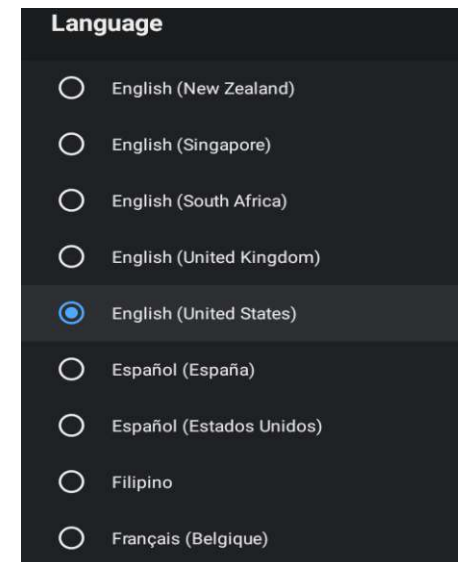 Language
English (New Zealand)
English (Singapore)
English (South Africa)
English (United Kingdom)
English (United States)
Español (España)
Español (Estados Unidos)
Filipino
Français (Belgique)